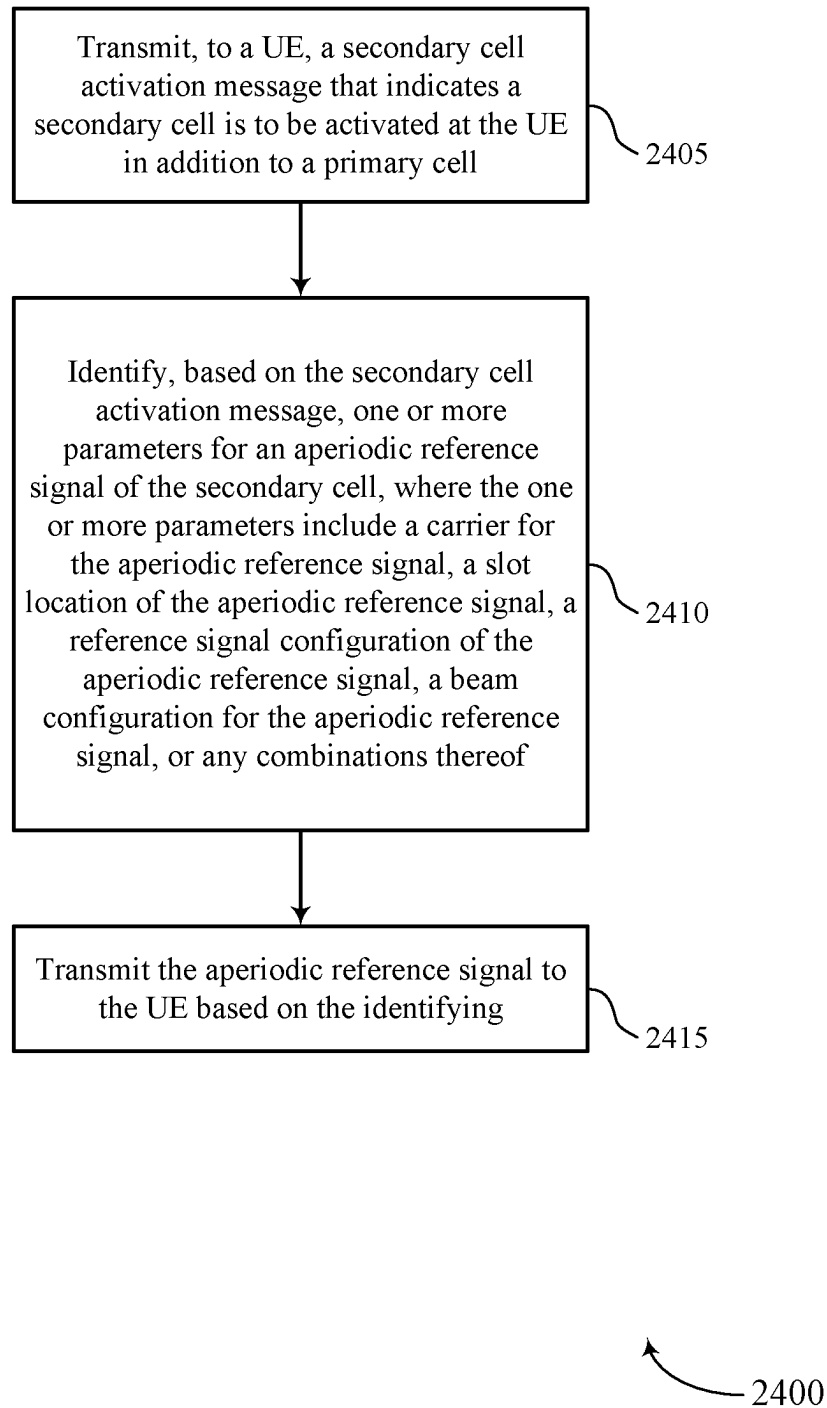 Transmit, to a UE, a secondary cell
activation message that indicates a
secondary cell is to be activated at the UE
in addition to a primary cell
2405
Identify, based on the secondary cell
activation message, one or more
parameters for an aperiodic reference
signal of the secondary cell, where the one
or more parameters include a carrier for
the aperiodic reference signal, a slot
location of the aperiodic reference signal, a
reference signal configuration of the
aperiodic reference signal, a beam
configuration for the aperiodic reference
signal, or any combinations thereof
2410
Transmit the aperiodic reference signal to
the UE based on the identifying
2415
2400